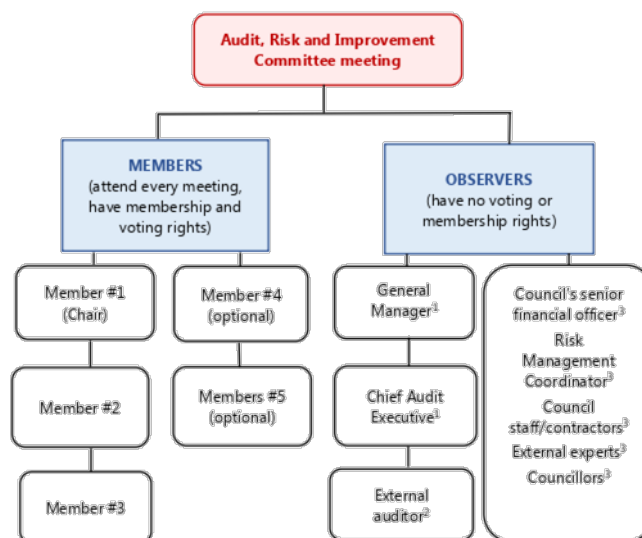 Audit, Risk and Improvement
Committee meeting
MEMBERS
(attend every meeting,
have membership and
voting rights)
OBSERVERS
(have no voting or
membership rights)
Member #1
(Chair)
Member #4
(optional)
General
Manager¹
Council's senior
financial officer³
Risk
Management
Coordinator³
Council
staff/contractors³
External experts³
Councillors³
Member #2
Members #5
(optional)
Chief Audit
Executive¹
Member #3
External
auditor²